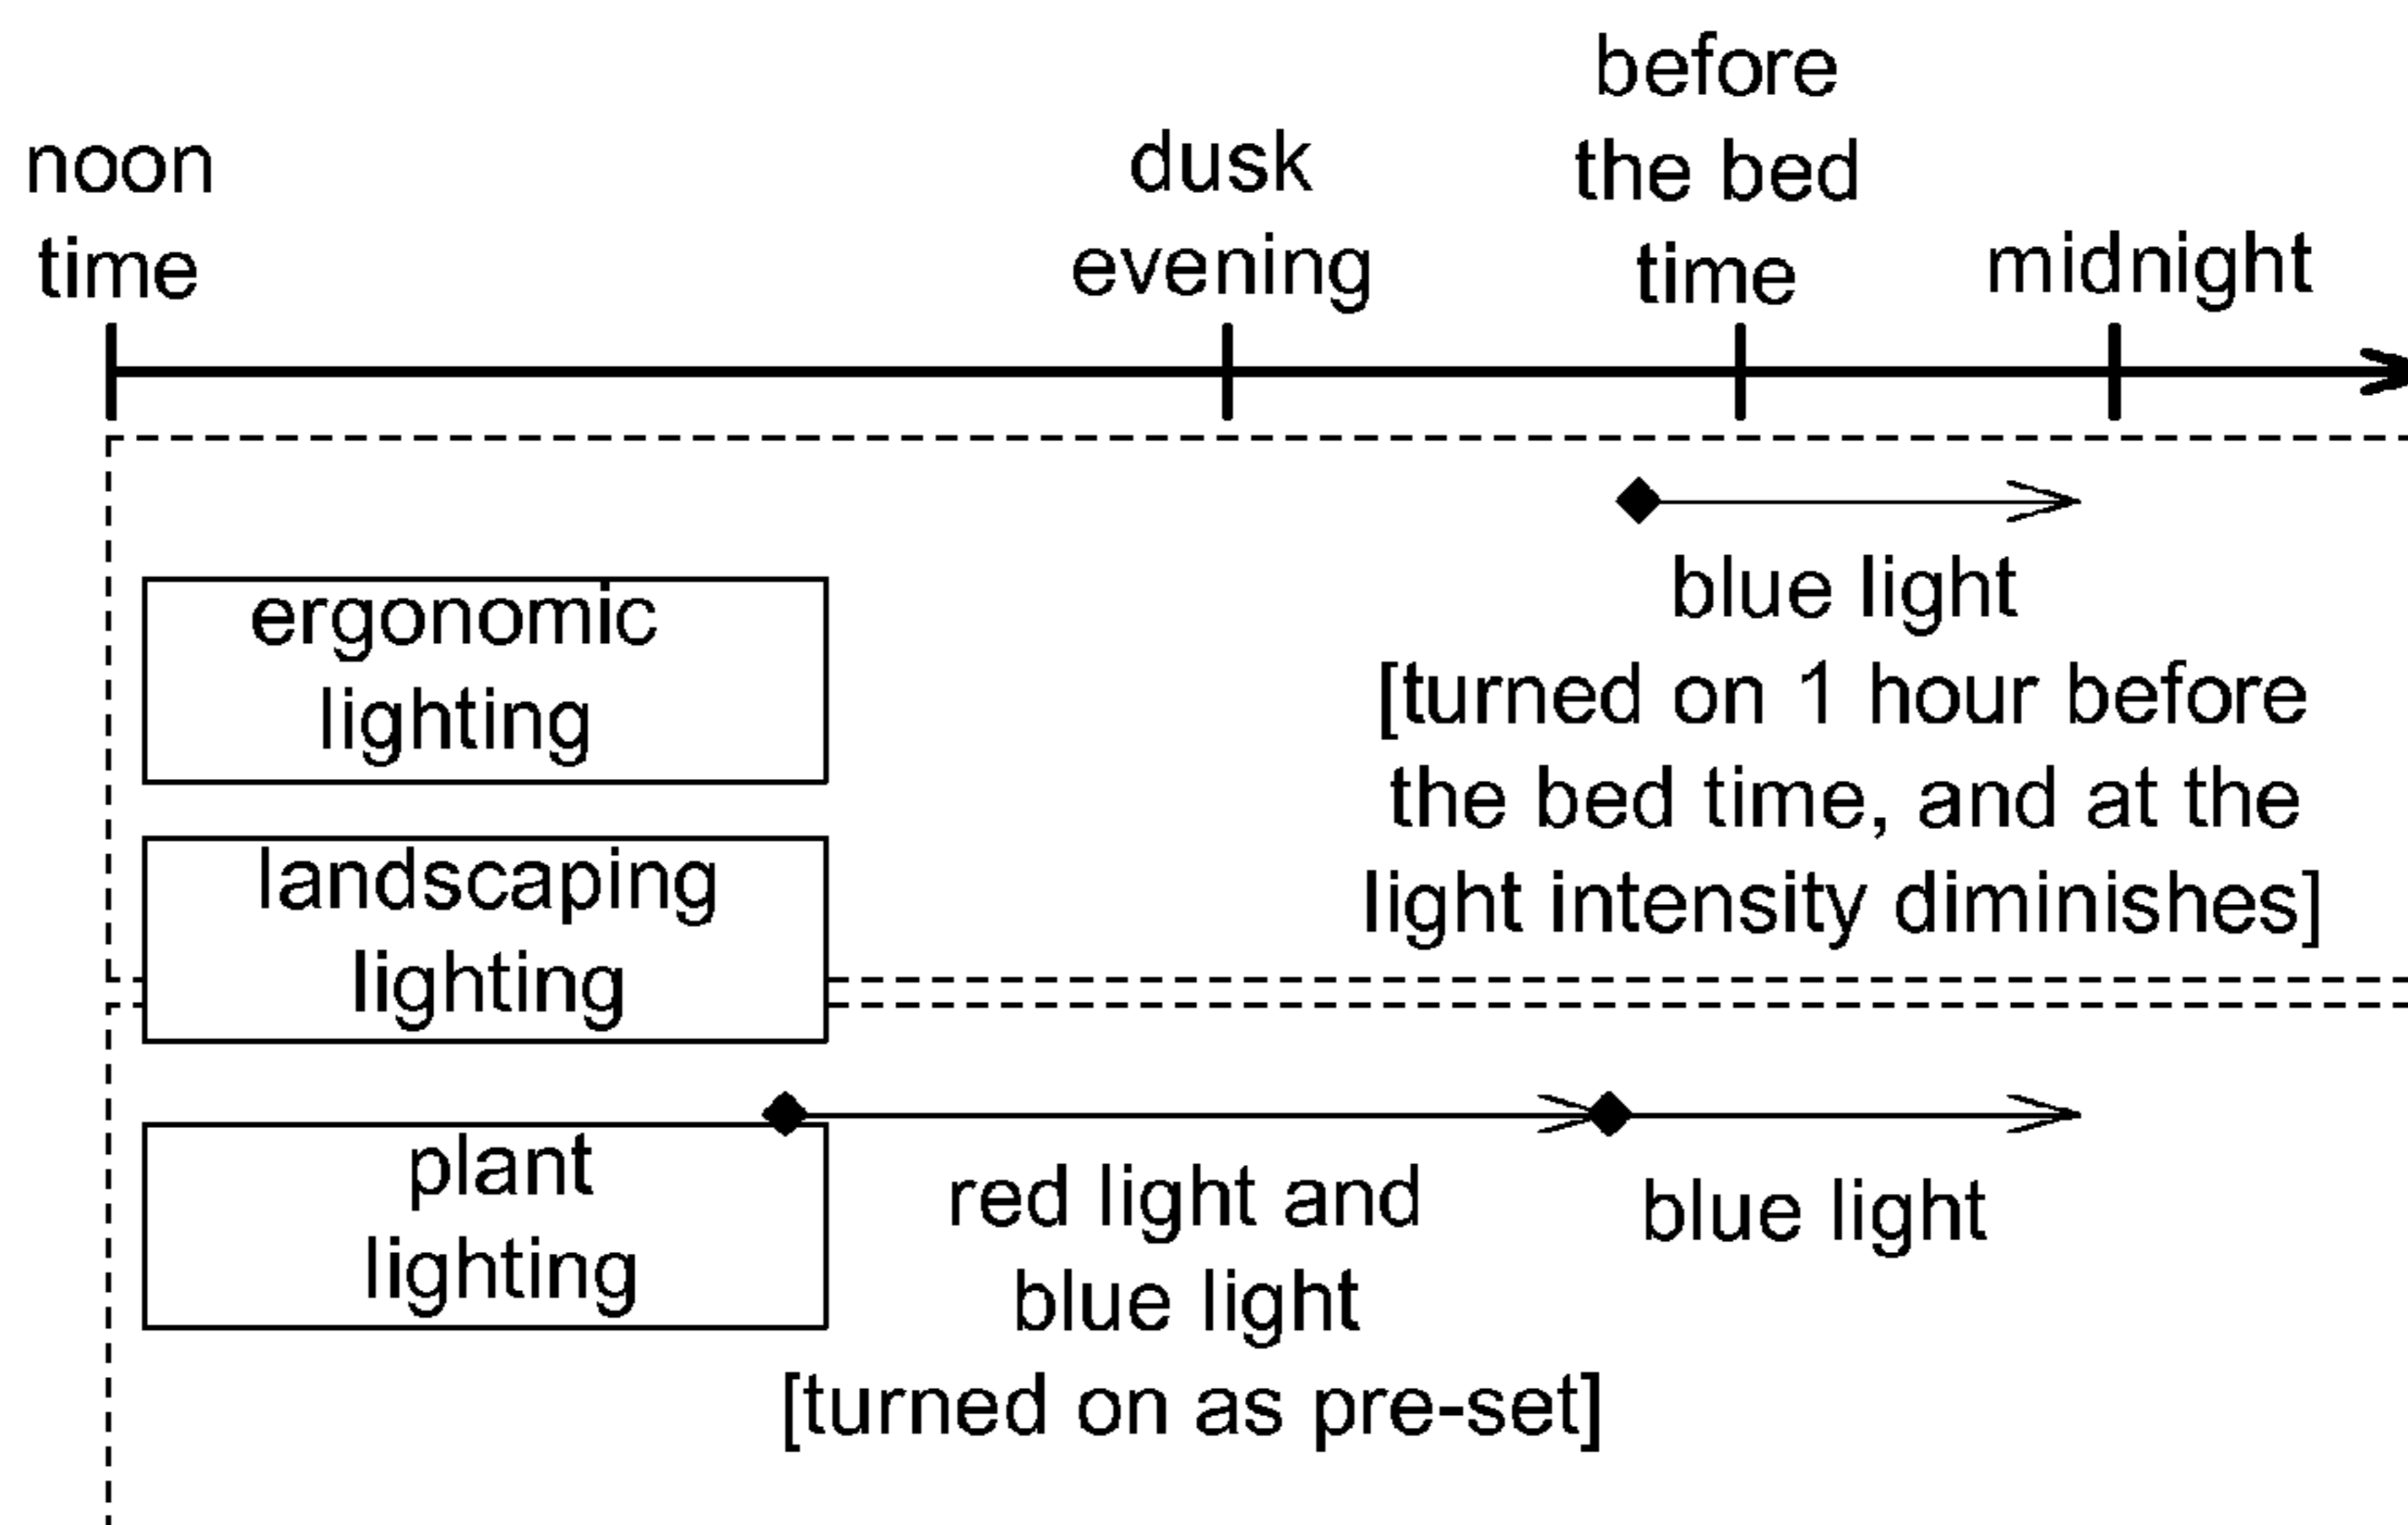 noon
time
dusk
evening
before
the bed
time
midnight
blue light
[turned on 1 hour before
the bed time, and at the
light intensity diminishes]
ergonomic
lighting
landscaping
lighting
plant
lighting
red light and
blue light
[turned on as pre-set]
blue light